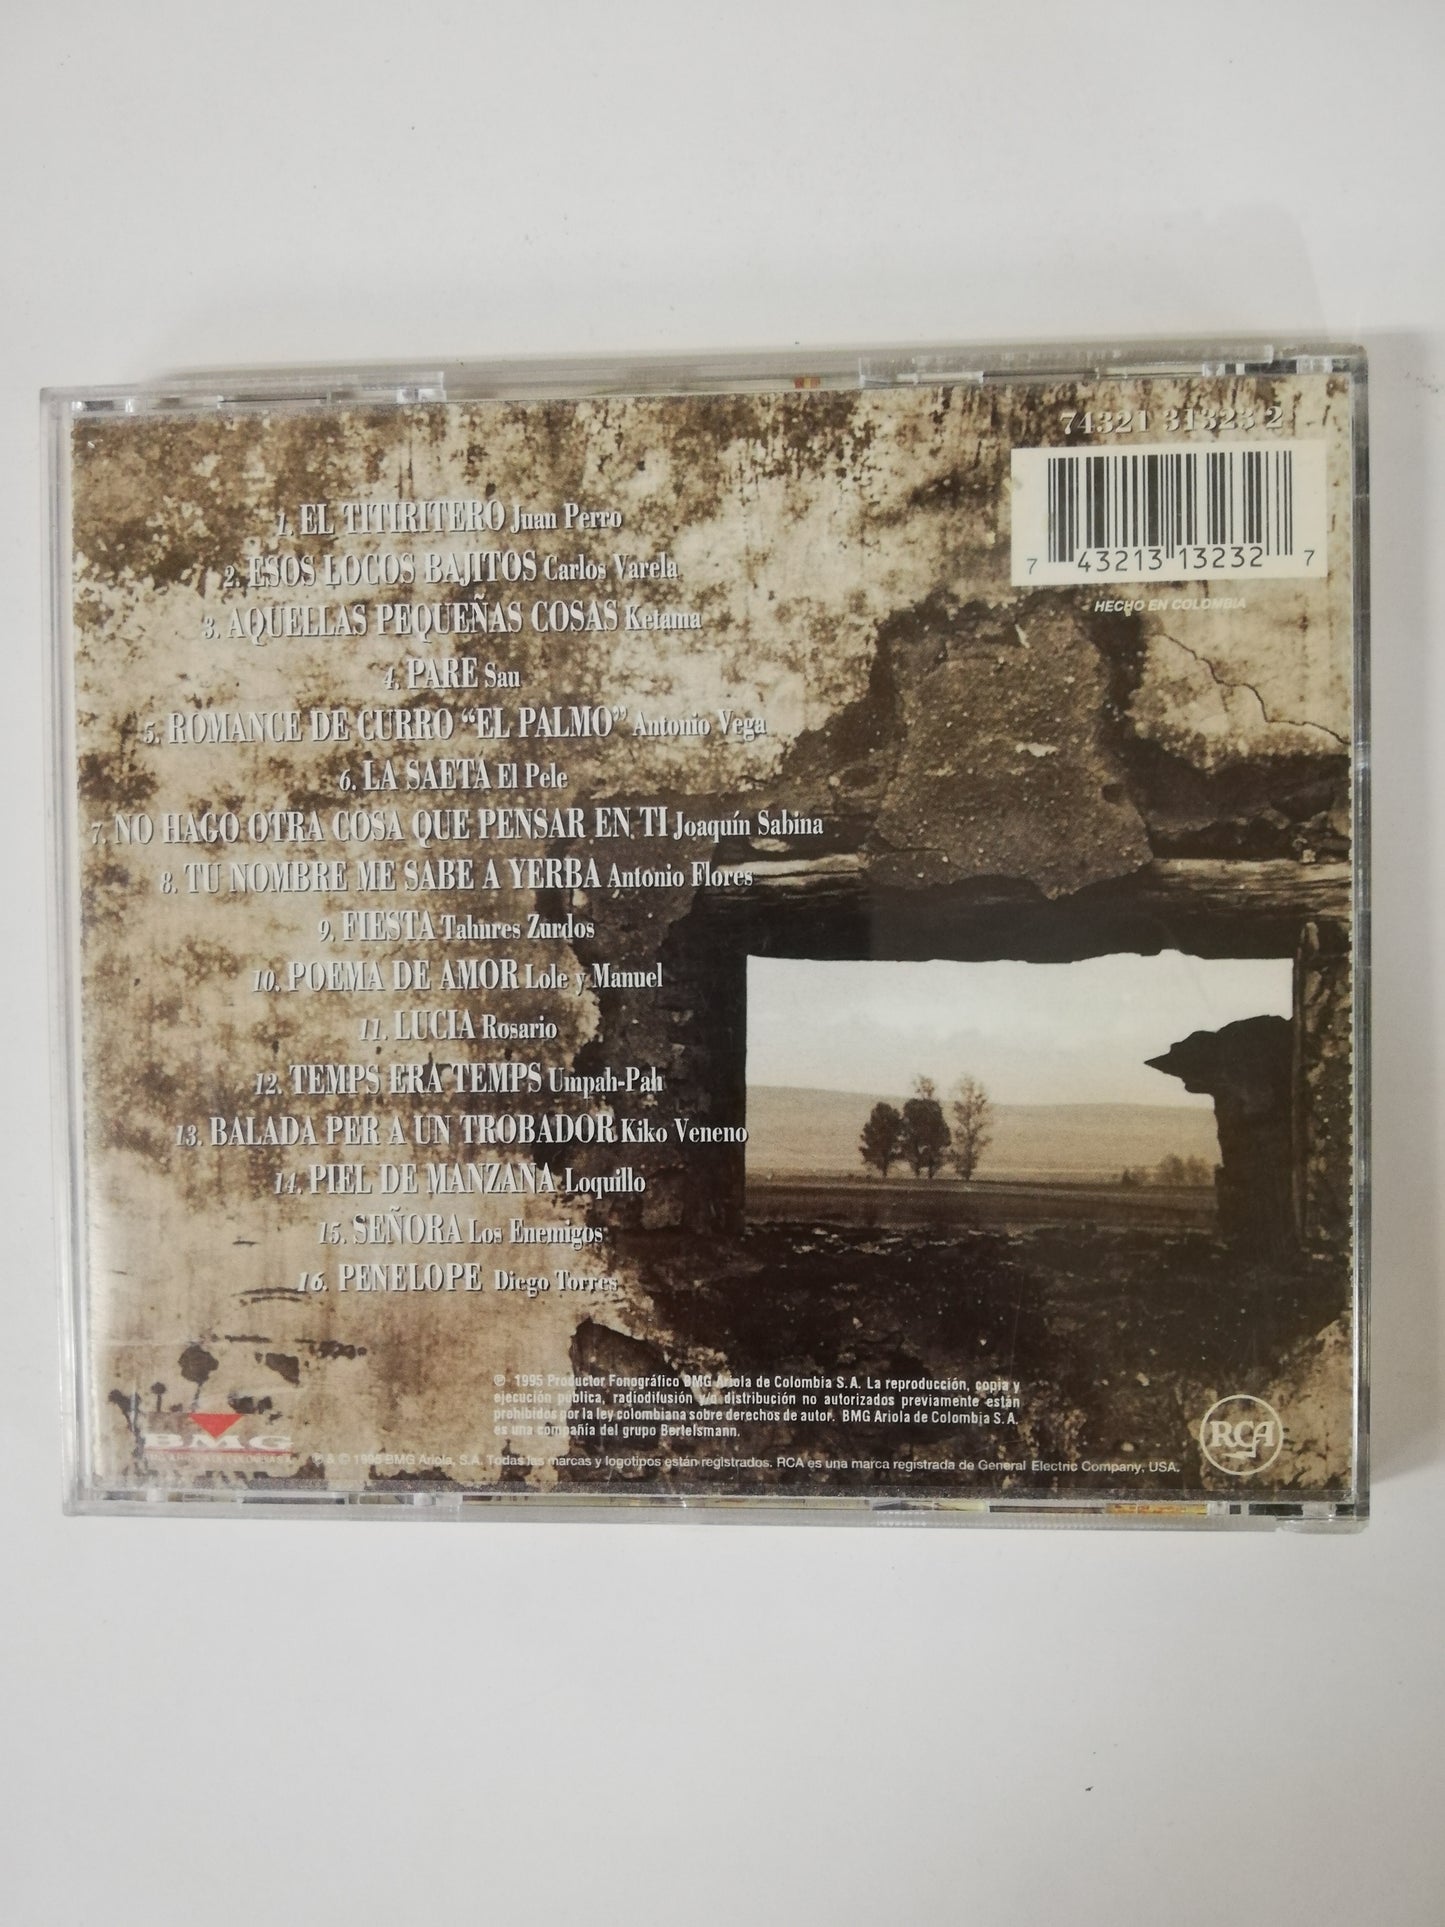 74321 31323 2
7 43213 13232 7
HECHO EN COLOMBIA
1. EL TITIRITERO Juan Perro
2. ESOS LOCOS BAJITOS Carlos Varela
3. AQUELLAS PEQUEÑAS COSAS Ketama
4. PARE Sau
5. ROMANCE DE CURRO “EL PALMO” Antonio Vega
6. LA SAETA El Pele
7. NO HAGO OTRA COSA QUE PENSAR EN TI Joaquín Sabina
8. TU NOMBRE ME SABE A YERBA Antonio Flores
9. FIESTA Tahures Zurdos
10. POEMA DE AMOR Lole y Manuel
11. LUCIA Rosario
12. TEMPS ERA TEMPS Umpah-Pah
13. BALADA PER A UN TROBADOR Kiko Veneno
14. PIEL DE MANZANA Loquillo
15. SEÑORA Los Enemigos
16. PENELOPE Diego Torres
℗ 1995 Productor Fonográfico BMG Ariola de Colombia S.A. La reproducción, copia y
ejecución pública, radiodifusión y/o distribución no autorizados previamente están
prohibidos por la ley colombiana sobre derechos de autor. BMG Ariola de Colombia S.A.
es una compañía del grupo Bertelsmann.
BMG
BMG ARIOLA DE COLOMBIA S.A.
℗ & © 1995 BMG Ariola, S.A. Todas las marcas y logotipos están registrados. RCA es una marca registrada de General Electric Company, USA.
RCA